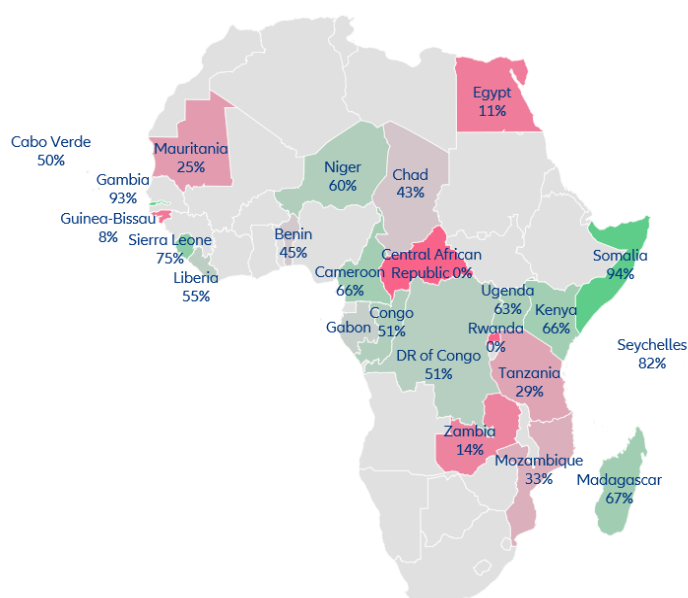 Egypt
11%
Cabo Verde
50%
Mauritania
25%
Niger
60%
Chad
43%
Gambia
93%
Guinea-Bissau
8%
Sierra Leone
75%
Liberia
55%
Benin
45%
Central African
Republic 0%
Somalia
94%
Cameroon
66%
Ugenda
63%
Kenya
66%
Congo
51%
Gabon
Rwanda
0%
Seychelles
82%
DR of Congo
51%
Tanzania
29%
Zambia
14%
Mozambique
33%
Madagascar
67%